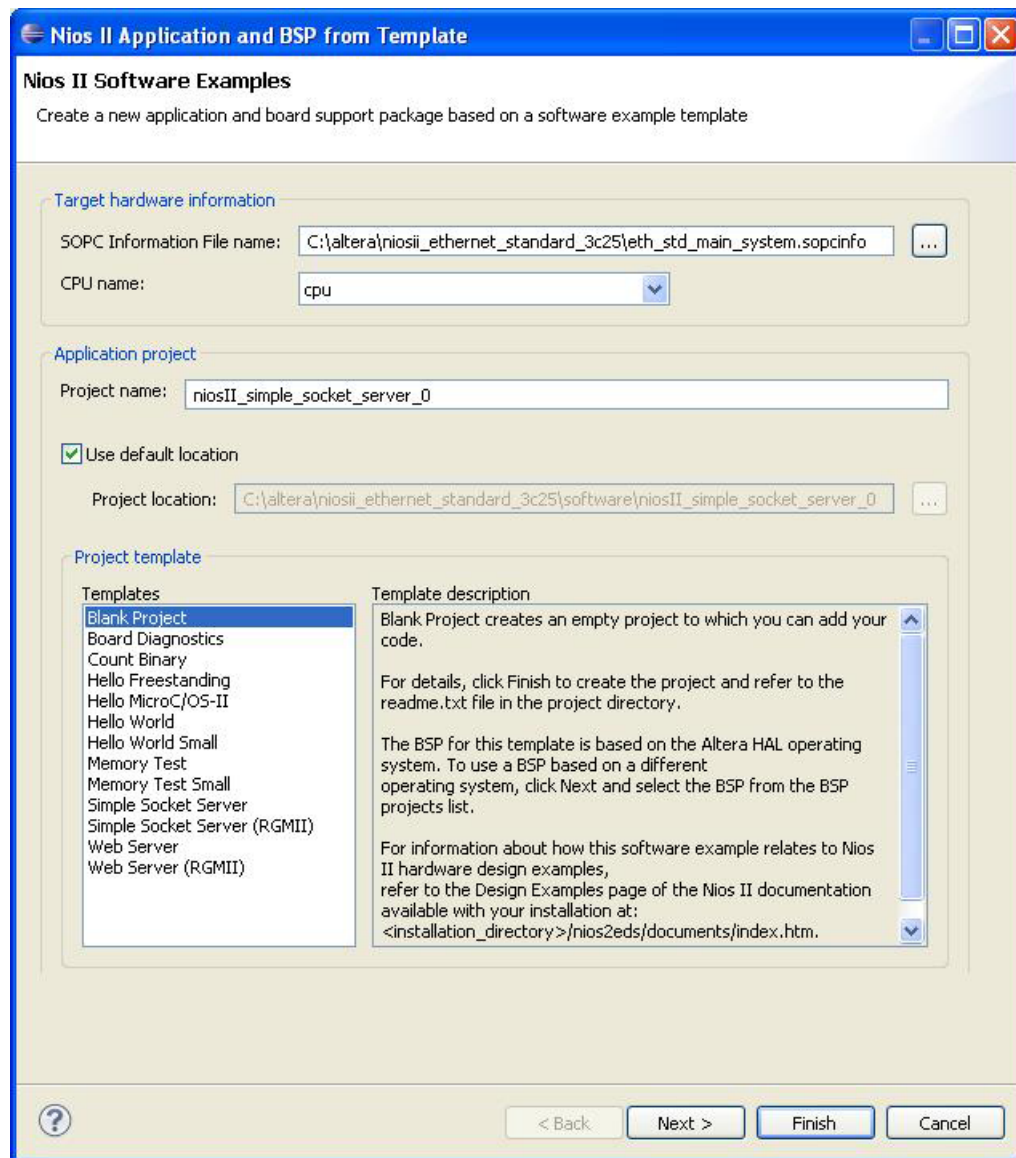 Nios II Application and BSP from Template
Nios II Software Examples
Create a new application and board support package based on a software example template
Target hardware information
SOPC Information File name: C:\altera\niosii_ethernet_standard_3c25\eth_std_main_system.sopcinfo ...
CPU name: cpu
Application project
Project name: niosII_simple_socket_server_0
Use default location
Project location: C:\altera\niosii_ethernet_standard_3c25\software\niosII_simple_socket_server_0 ...
Project template
Templates
Blank Project
Board Diagnostics
Count Binary
Hello Freestanding
Hello MicroC/OS-II
Hello World
Hello World Small
Memory Test
Memory Test Small
Simple Socket Server
Simple Socket Server (RGMII)
Web Server
Web Server (RGMII)
Template description
Blank Project creates an empty project to which you can add your
code.
For details, click Finish to create the project and refer to the
readme.txt file in the project directory.
The BSP for this template is based on the Altera HAL operating
system. To use a BSP based on a different
operating system, click Next and select the BSP from the BSP
projects list.
For information about how this software example relates to Nios
II hardware design examples,
refer to the Design Examples page of the Nios II documentation
available with your installation at:
<installation_directory>/nios2eds/documents/index.htm.
? < Back Next > Finish Cancel